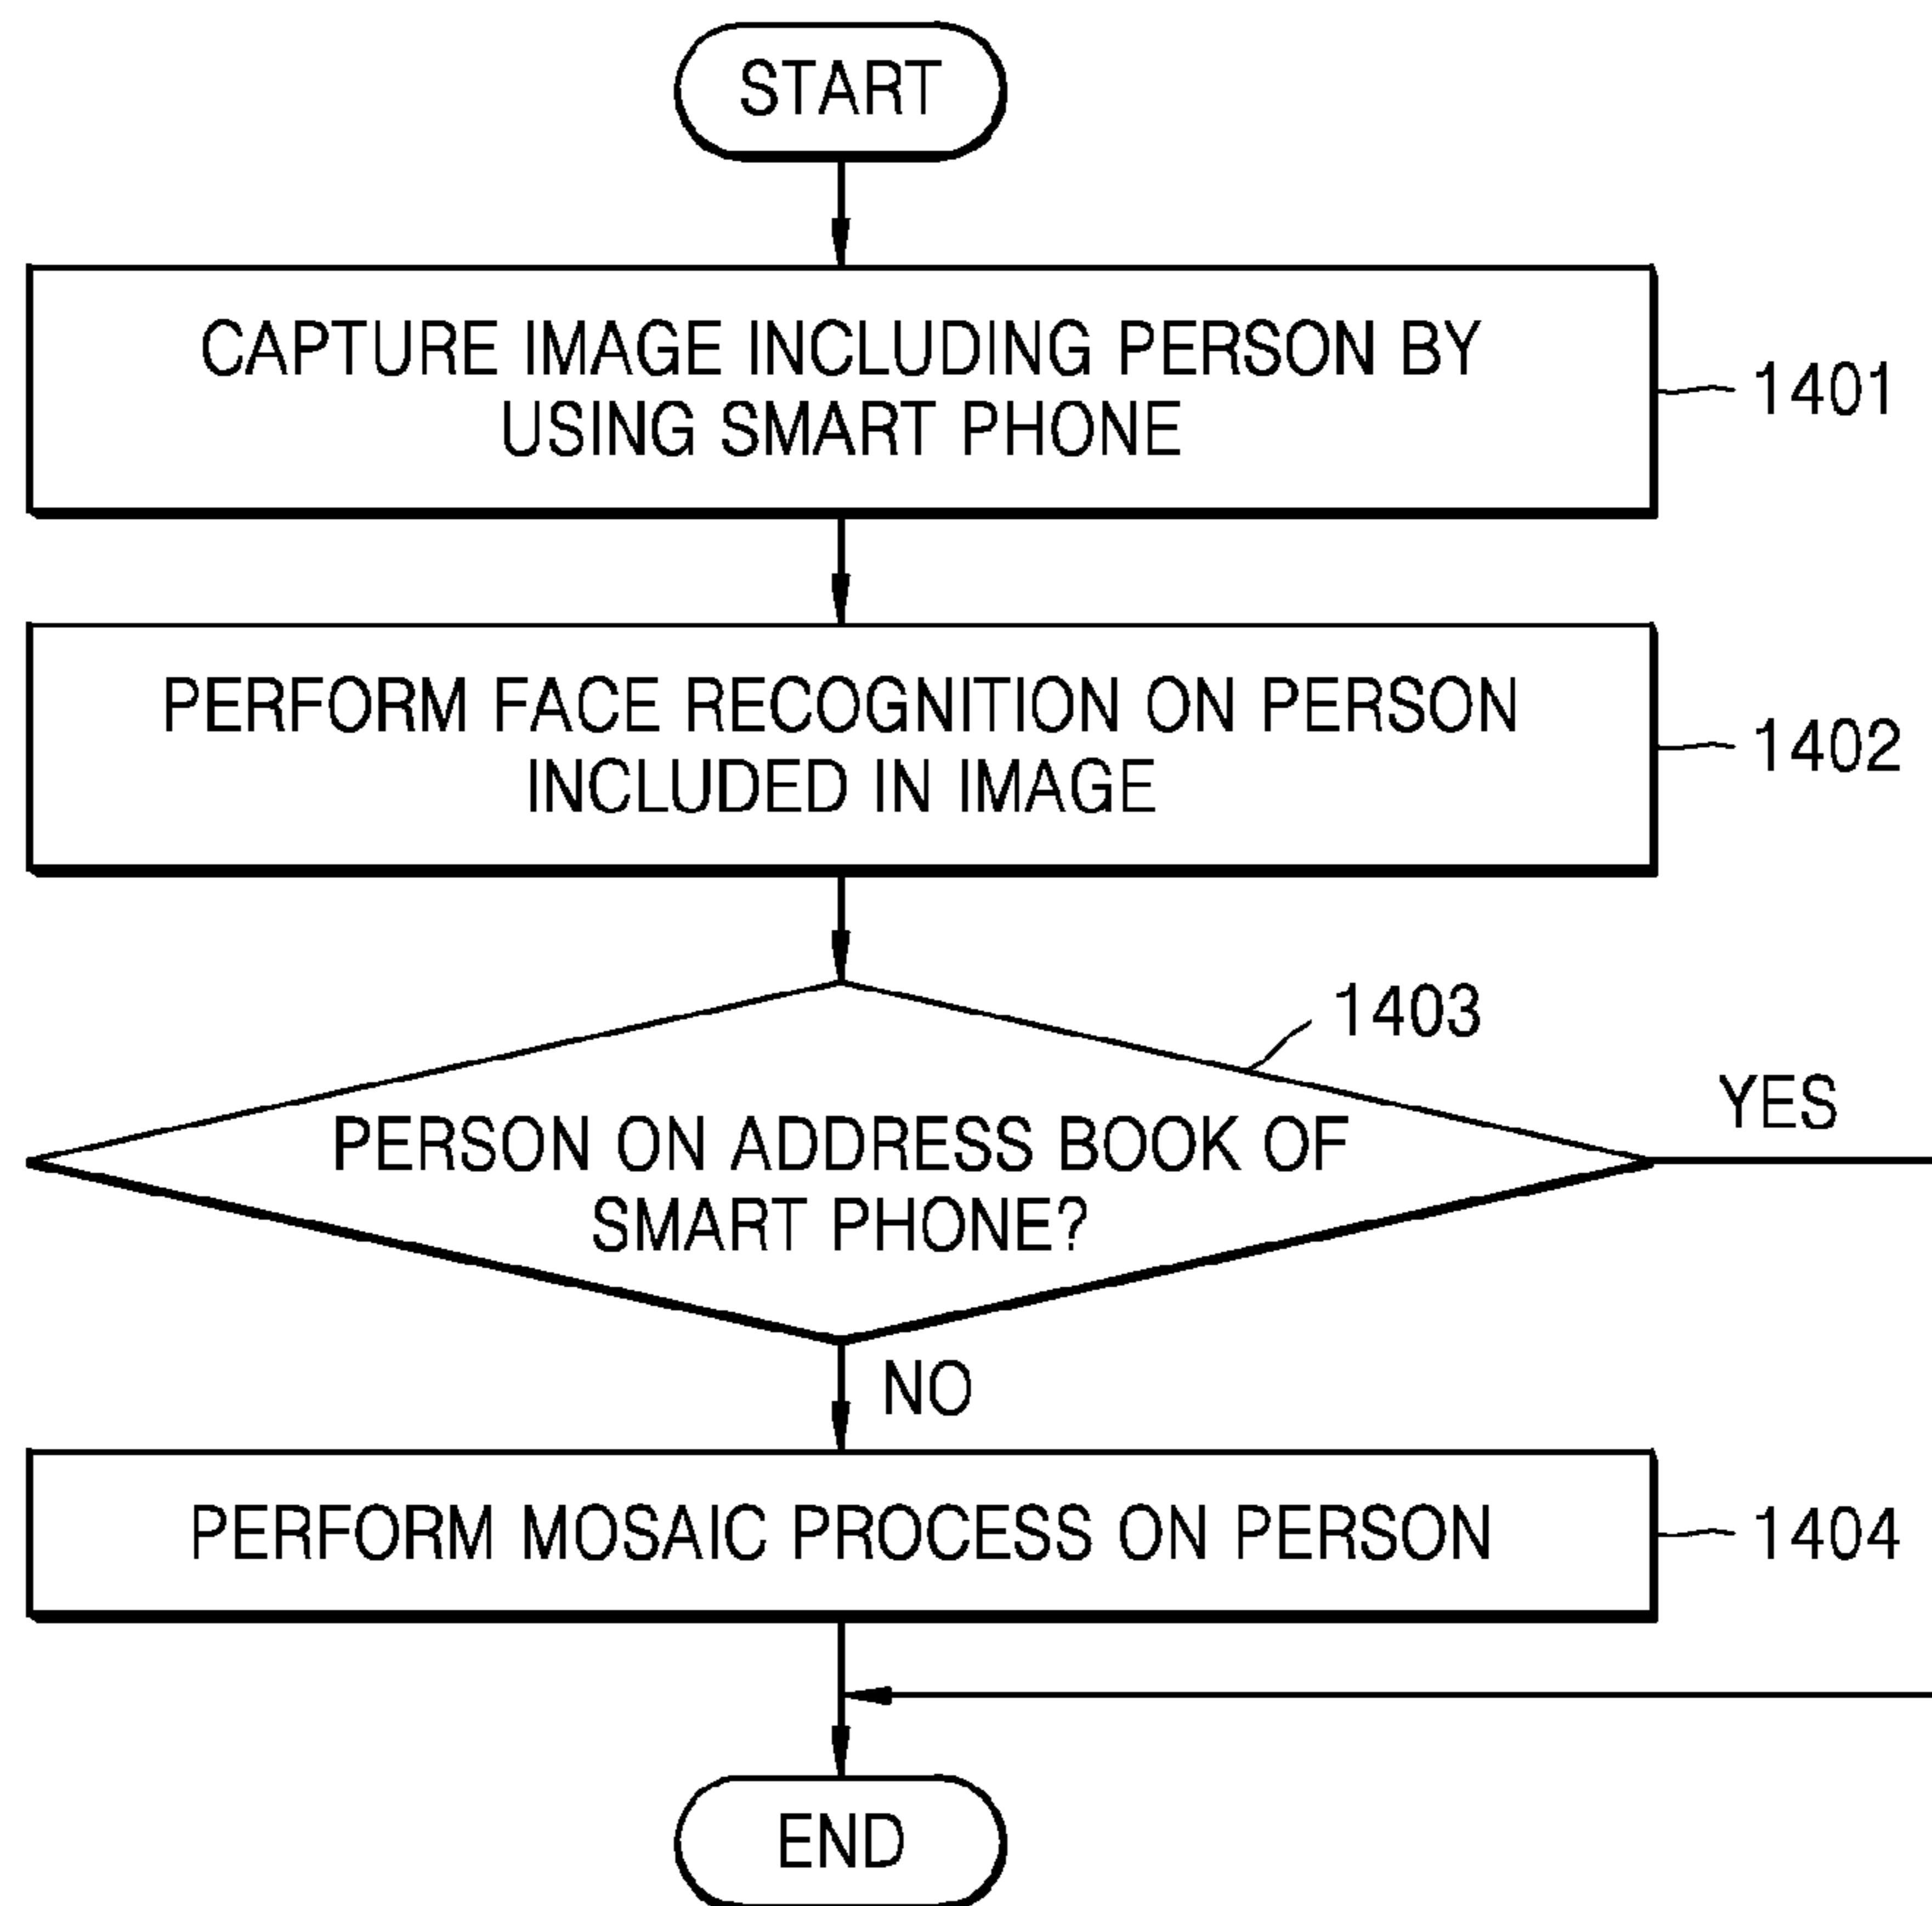 START
CAPTURE IMAGE INCLUDING PERSON BY
USING SMART PHONE
1401
PERFORM FACE RECOGNITION ON PERSON
INCLUDED IN IMAGE
1402
1403
PERSON ON ADDRESS BOOK OF
SMART PHONE?
YES
NO
PERFORM MOSAIC PROCESS ON PERSON
1404
END